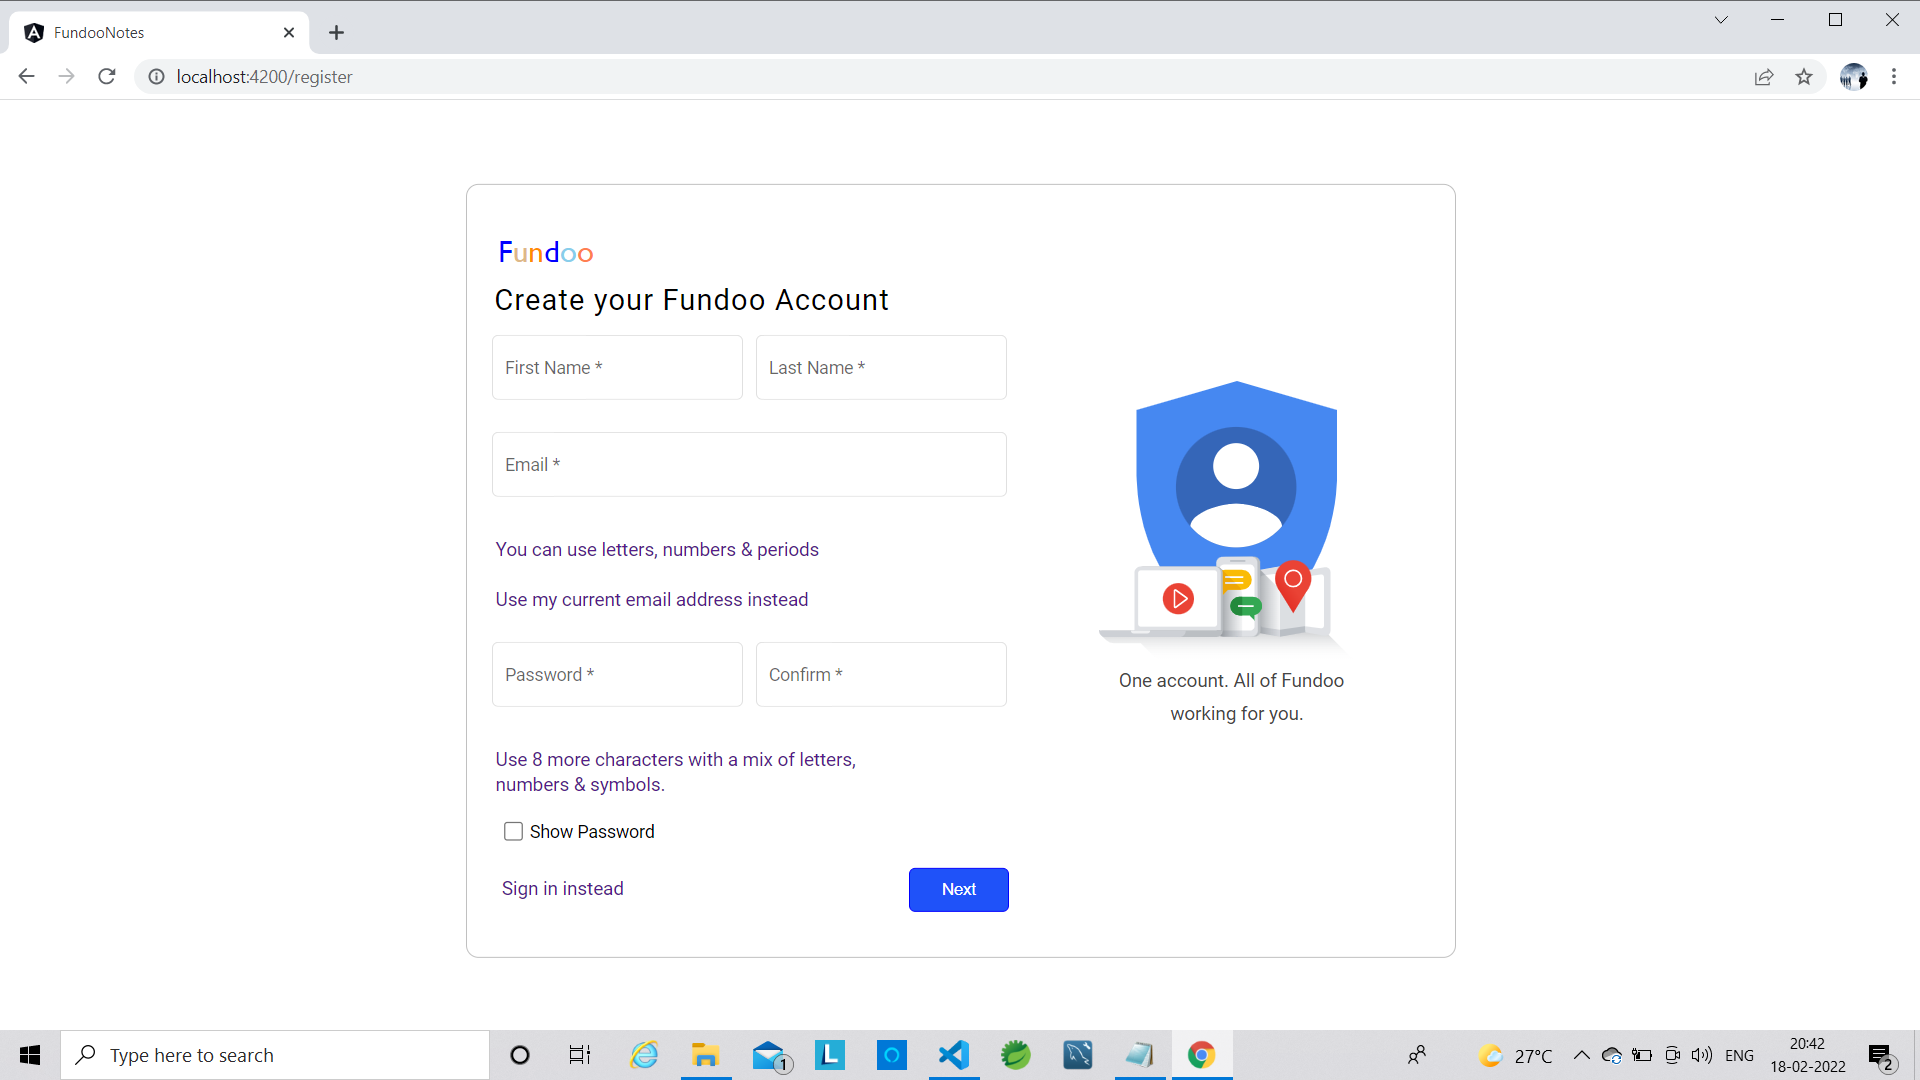 FundooNotes
localhost:4200/register
Fundoo
Create your Fundoo Account
First Name *
Last Name *
Email *
You can use letters, numbers & periods
Use my current email address instead
Password *
Confirm *
Use 8 more characters with a mix of letters,
numbers & symbols.
Show Password
Sign in instead
Next
One account. All of Fundoo
working for you.
Type here to search
1
L
27°C
ENG
20:42
18-02-2022
2